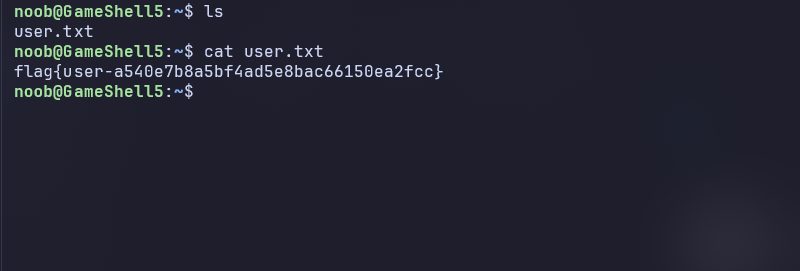 noob@GameShell5:~$ ls
user.txt
noob@GameShell5:~$ cat user.txt
flag{user-a540e7b8a5bf4ad5e8bac66150ea2fcc}
noob@GameShell5:~$